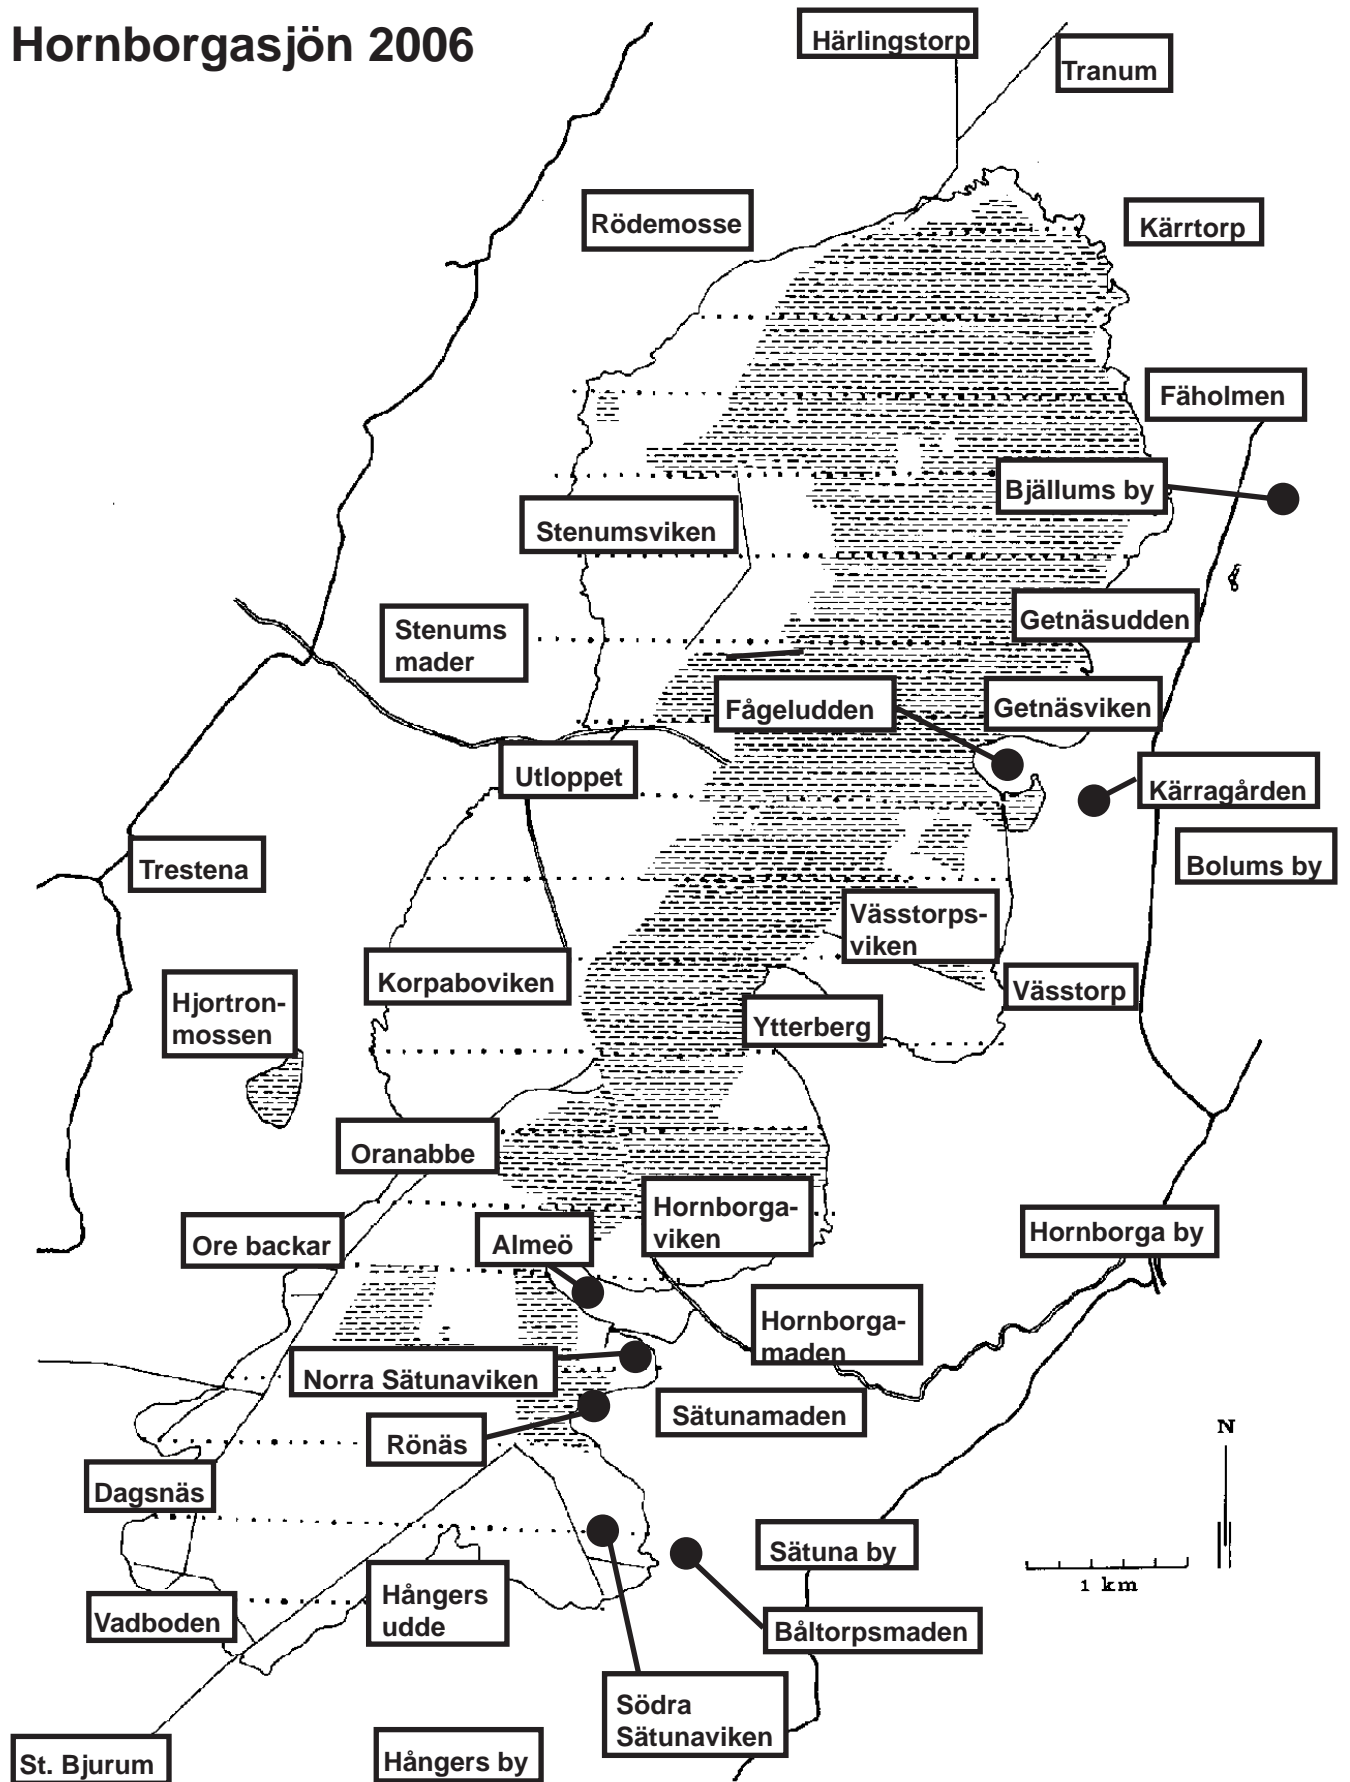 Hornborgasjön 2006
Härlingstorp
Tranum
Rödemosse
Kärrtorp
Fäholmen
Bjällums by
Stenumsviken
Getnäsudden
Stenums
mader
Fågeludden
Getnäsviken
Utloppet
Kärragården
Trestena
Bolums by
Vässtorps-
viken
Korpaboviken
Hjortron-
mossen
Vässtorp
Ytterberg
Oranabbe
Hornborga-
viken
Ore backar
Almeö
Hornborga by
Hornborga-
maden
Norra Sätunaviken
Sätunamaden
Rönäs
N
Dagsnäs
Sätuna by
1 km
Vadboden
Hångers
udde
Båltorpsmaden
Södra
Sätunaviken
St. Bjurum
Hångers by